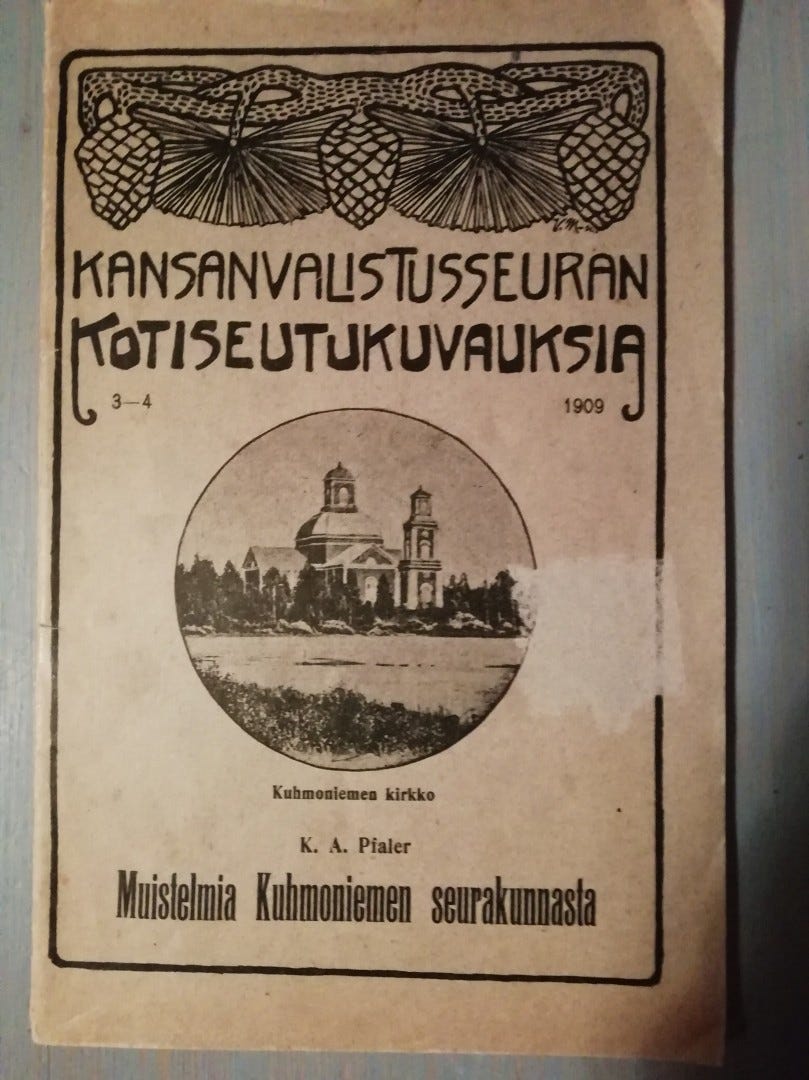 KANSANVALISTUSSEURAN
KOTISEUTUKUVAUKSIA
3—4 1909
Kuhmoniemen kirkko
K. A. Pfaler
Muistelmia Kuhmoniemen seurakunnasta